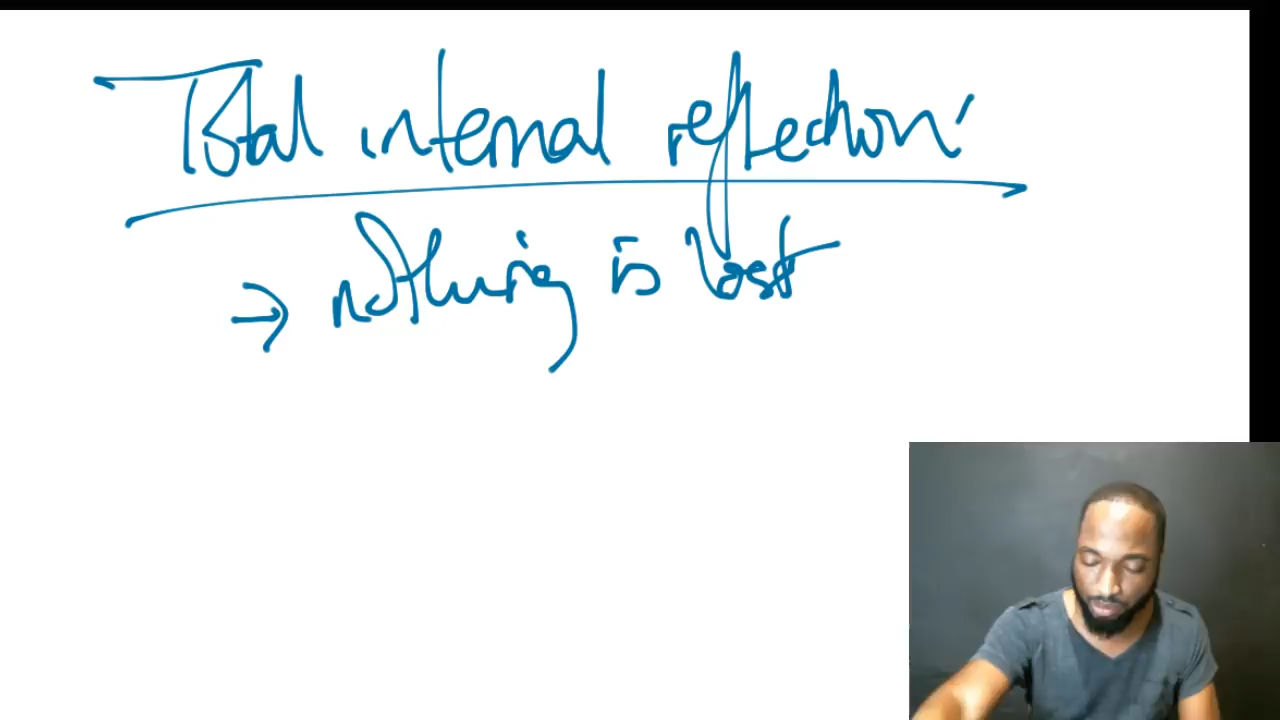 Total internal reflection:
→ nothing is lost